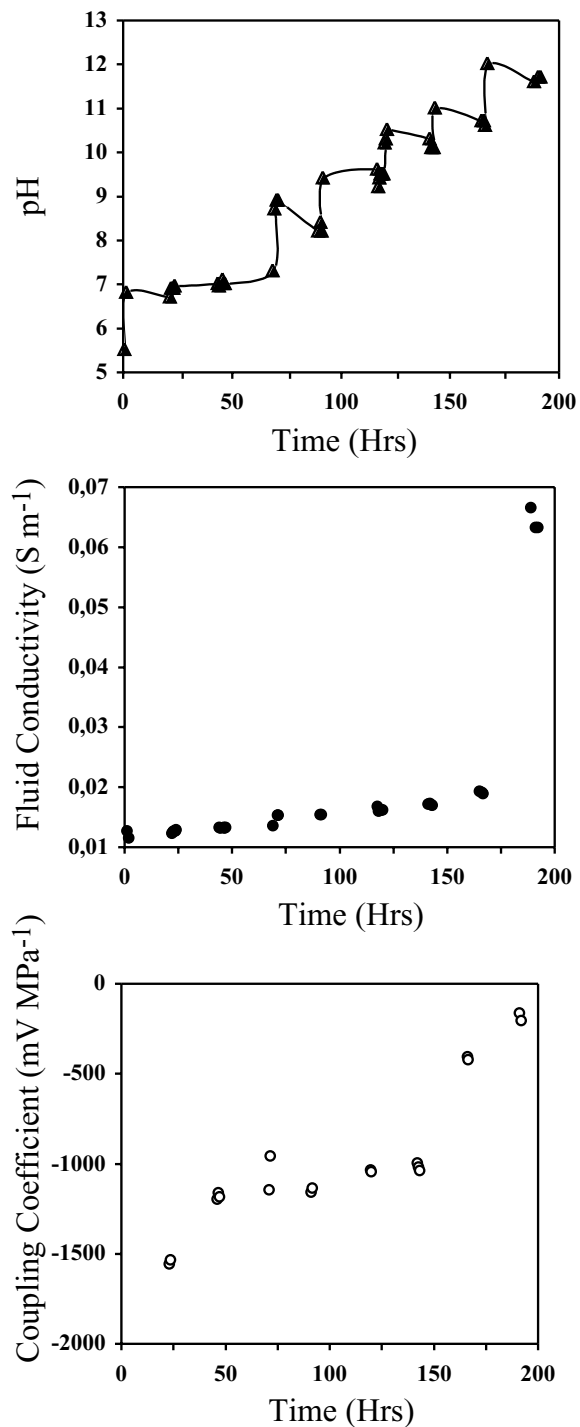 13
12
11
10
9
8
7
6
5
pH
0 50 100 150 200
Time (Hrs)
0,07
0,06
0,05
0,04
0,03
0,02
0,01
Fluid Conductivity (S m-1)
0 50 100 150 200
Time (Hrs)
0
-500
-1000
-1500
-2000
Coupling Coefficient (mV MPa-1)
0 50 100 150 200
Time (Hrs)